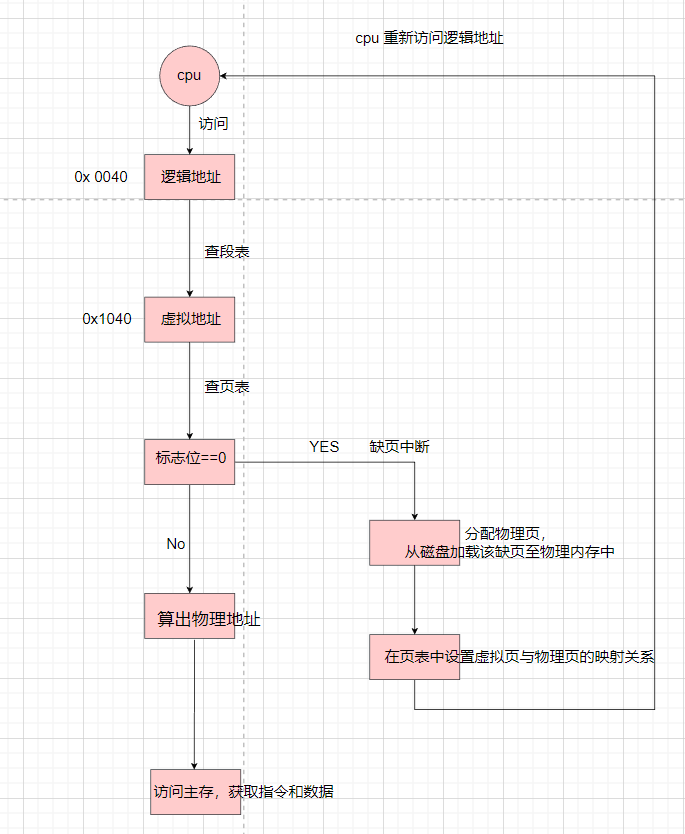 cpu 重新访问逻辑地址
cpu
访问
0x 0040
逻辑地址
查段表
0x1040
虚拟地址
查页表
标志位==0
YES
缺页中断
分配物理页，
从磁盘加载该缺页至物理内存中
No
算出物理地址
在页表中设置虚拟页与物理页的映射关系
访问主存，获取指令和数据